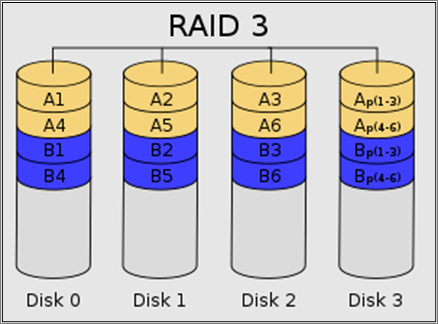 RAID 3
A1 A2 A3 Ap(1-3)
A4 A5 A6 Ap(4-6)
B1 B2 B3 Bp(1-3)
B4 B5 B6 Bp(4-6)
Disk 0 Disk 1 Disk 2 Disk 3